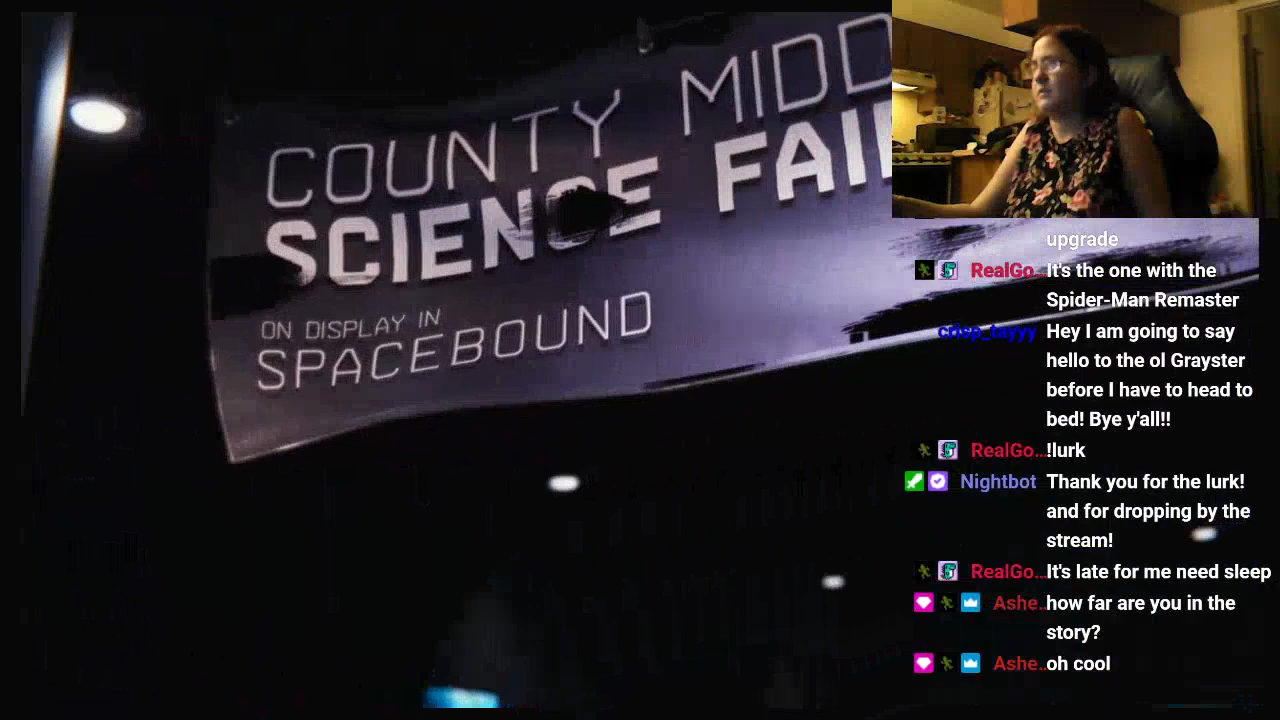 COUNTY MIDD
SCIENCE FAI
ON DISPLAY IN
SPACEBOUND
upgrade
RealGo... It's the one with the
Spider-Man Remaster
crisp_tayyy Hey I am going to say
hello to the ol Grayster
before I have to head to
bed! Bye y'all!!
RealGo... !lurk
Nightbot Thank you for the lurk!
and for dropping by the
stream!
RealGo... It's late for me need sleep
Ashe... how far are you in the
story?
Ashe... oh cool